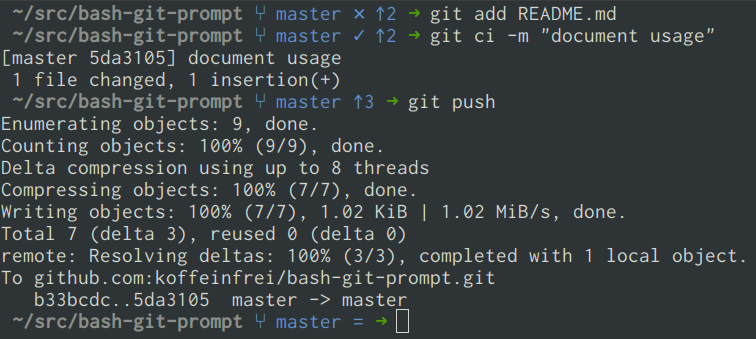 ~/src/bash-git-prompt ⑂ master ✕ ↑2 → git add README.md
~/src/bash-git-prompt ⑂ master ✓ ↑2 → git ci -m "document usage"
[master 5da3105] document usage
 1 file changed, 1 insertion(+)
~/src/bash-git-prompt ⑂ master ↑3 → git push
Enumerating objects: 9, done.
Counting objects: 100% (9/9), done.
Delta compression using up to 8 threads
Compressing objects: 100% (7/7), done.
Writing objects: 100% (7/7), 1.02 KiB | 1.02 MiB/s, done.
Total 7 (delta 3), reused 0 (delta 0)
remote: Resolving deltas: 100% (3/3), completed with 1 local object.
To github.com:koffeinfrei/bash-git-prompt.git
   b33bcdc..5da3105  master -> master
~/src/bash-git-prompt ⑂ master = →